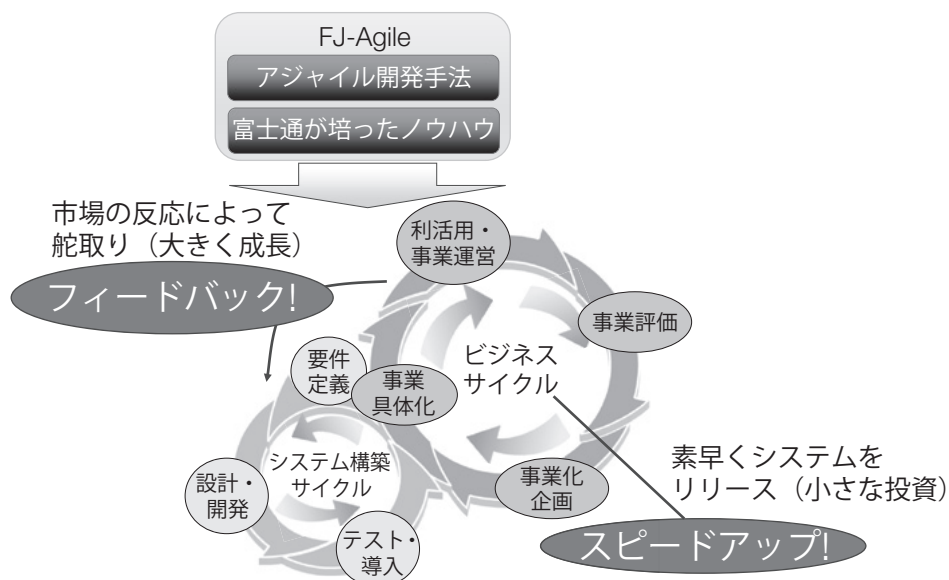 FJ-Agile
アジャイル開発手法
富士通が培ったノウハウ
市場の反応によって
舵取り（大きく成長）
フィードバック!
利活用・
事業運営
事業評価
ビジネス
サイクル
要件
定義
事業
具体化
システム構築
サイクル
設計・
開発
テスト・
導入
事業化
企画
素早くシステムを
リリース（小さな投資）
スピードアップ!